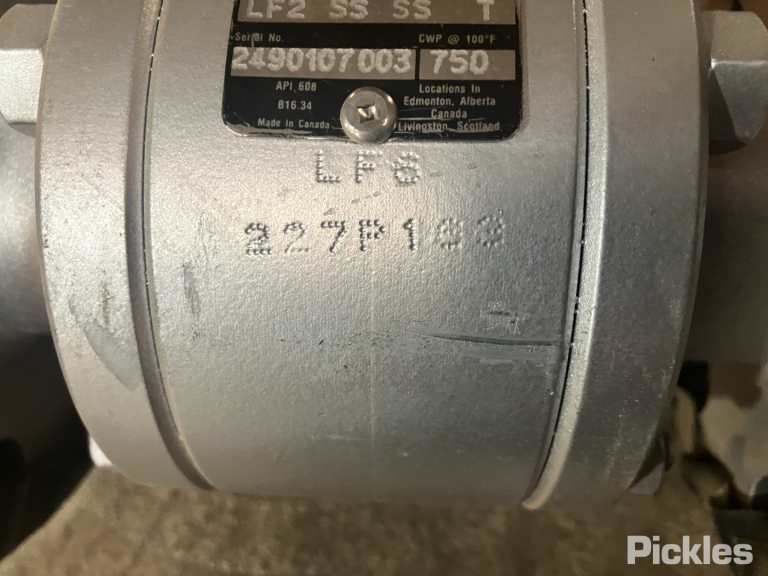 LF2 SS SS T
Serial No. CWP @ 100°F
2490107003 750
API 608 Locations In
B16.34 Edmonton, Alberta
Canada
Made in Canada Livingston, Scotland
LF6
227P193
Pickles